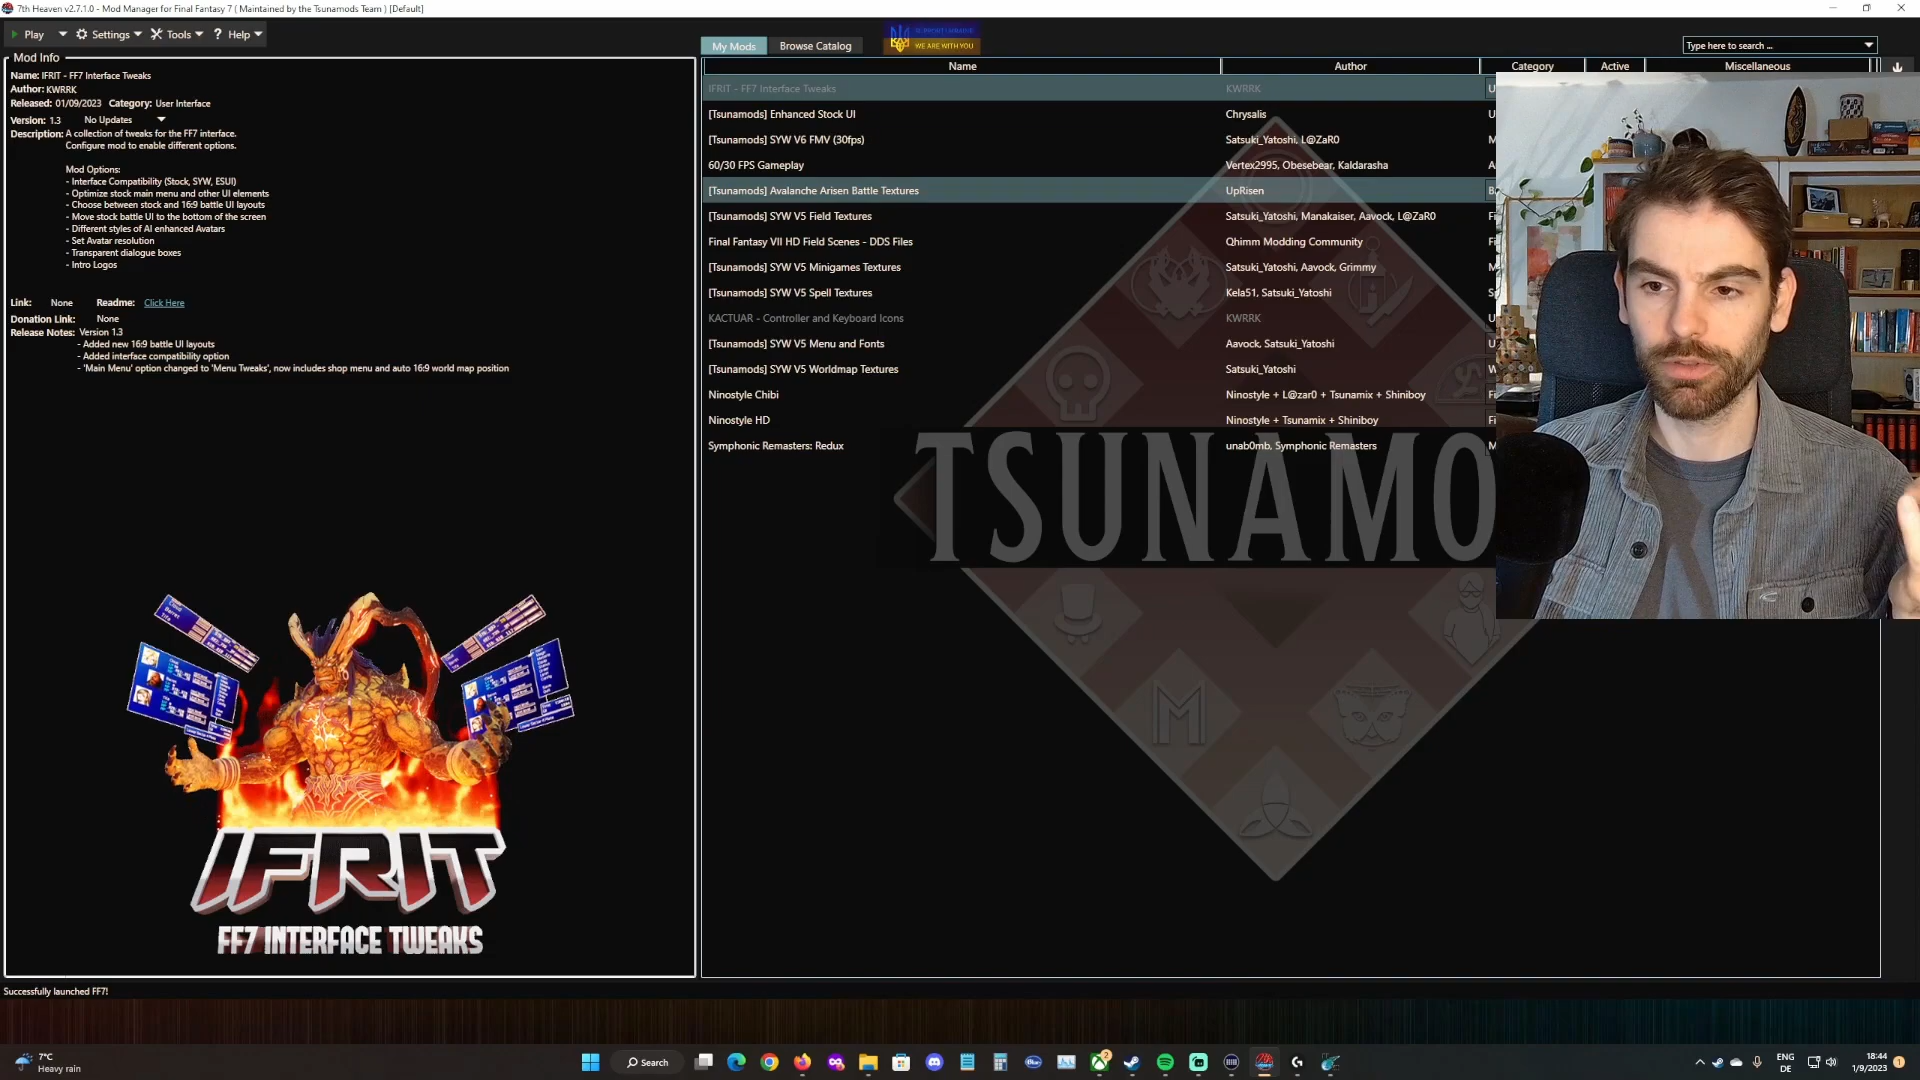 7th Heaven v2.7.1.0 - Mod Manager for Final Fantasy 7 ( Maintained by the Tsunamods Team ) [Default]
Play Settings Tools ? Help
My Mods Browse Catalog
WE ARE WITH YOU
Type here to search ...
Mod Info
Name: IFRIT - FF7 Interface Tweaks
Author: KWRRK
Released: 01/09/2023 Category: User Interface
Version: 1.3 No Updates
Description: A collection of tweaks for the FF7 interface.
Configure mod to enable different options.
Mod Options:
- Interface Compatibility (Stock, SYW, ESUI)
- Optimize stock main menu and other UI elements
- Choose between stock and 16:9 battle UI layouts
- Move stock battle UI to the bottom of the screen
- Different styles of AI enhanced Avatars
- Set Avatar resolution
- Transparent dialogue boxes
- Intro Logos
Link: None Readme: Click Here
Donation Link: None
Release Notes: Version 1.3
- Added new 16:9 battle UI layouts
- Added interface compatibility option
- 'Main Menu' option changed to 'Menu Tweaks', now includes shop menu and auto 16:9 world map position
IFRIT
FF7 INTERFACE TWEAKS
Name Author Category Active Miscellaneous
IFRIT - FF7 Interface Tweaks KWRRK U
[Tsunamods] Enhanced Stock UI Chrysalis U
[Tsunamods] SYW V6 FMV (30fps) Satsuki_Yatoshi, L@ZaR0 M
60/30 FPS Gameplay Vertex2995, Obesebear, Kaldarasha A
[Tsunamods] Avalanche Arisen Battle Textures UpRisen B
[Tsunamods] SYW V5 Field Textures Satsuki_Yatoshi, Manakaiser, Aavock, L@ZaR0 Fi
Final Fantasy VII HD Field Scenes - DDS Files Qhimm Modding Community Fi
[Tsunamods] SYW V5 Minigames Textures Satsuki_Yatoshi, Aavock, Grimmy M
[Tsunamods] SYW V5 Spell Textures Kela51, Satsuki_Yatoshi Sp
KACTUAR - Controller and Keyboard Icons KWRRK U
[Tsunamods] SYW V5 Menu and Fonts Aavock, Satsuki_Yatoshi U
[Tsunamods] SYW V5 Worldmap Textures Satsuki_Yatoshi W
Ninostyle Chibi Ninostyle + L@zar0 + Tsunamix + Shiniboy Fi
Ninostyle HD Ninostyle + Tsunamix + Shiniboy Fi
Symphonic Remasters: Redux unab0mb, Symphonic Remasters M
TSUNAMO
Successfully launched FF7!
7°C
Heavy rain
Search
2
ENG
DE
18:44
1/9/2023
1